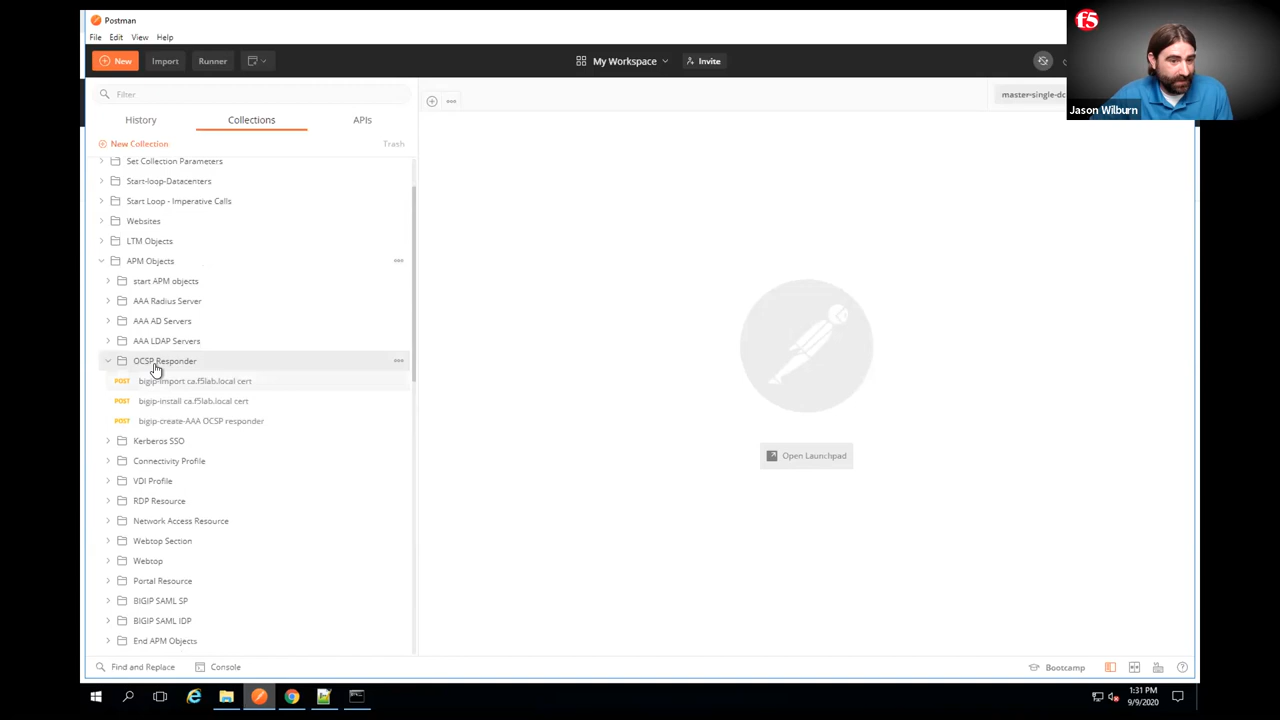 Postman
File Edit View Help
New Import Runner My Workspace Invite
f5
Jason Wilburn
Filter
master-single-dc
History Collections APIs
New Collection Trash
Set Collection Parameters
Start-loop-Datacenters
Start Loop - Imperative Calls
Websites
LTM Objects
APM Objects
start APM objects
AAA Radius Server
AAA AD Servers
AAA LDAP Servers
OCSP Responder
POST bigip-import ca.f5lab.local cert
POST bigip-install ca.f5lab.local cert
POST bigip-create-AAA OCSP responder
Kerberos SSO
Connectivity Profile
VDI Profile
RDP Resource
Network Access Resource
Webtop Section
Webtop
Portal Resource
BIGIP SAML SP
BIGIP SAML IDP
End APM Objects
Open Launchpad
Find and Replace Console Bootcamp
1:31 PM
9/9/2020